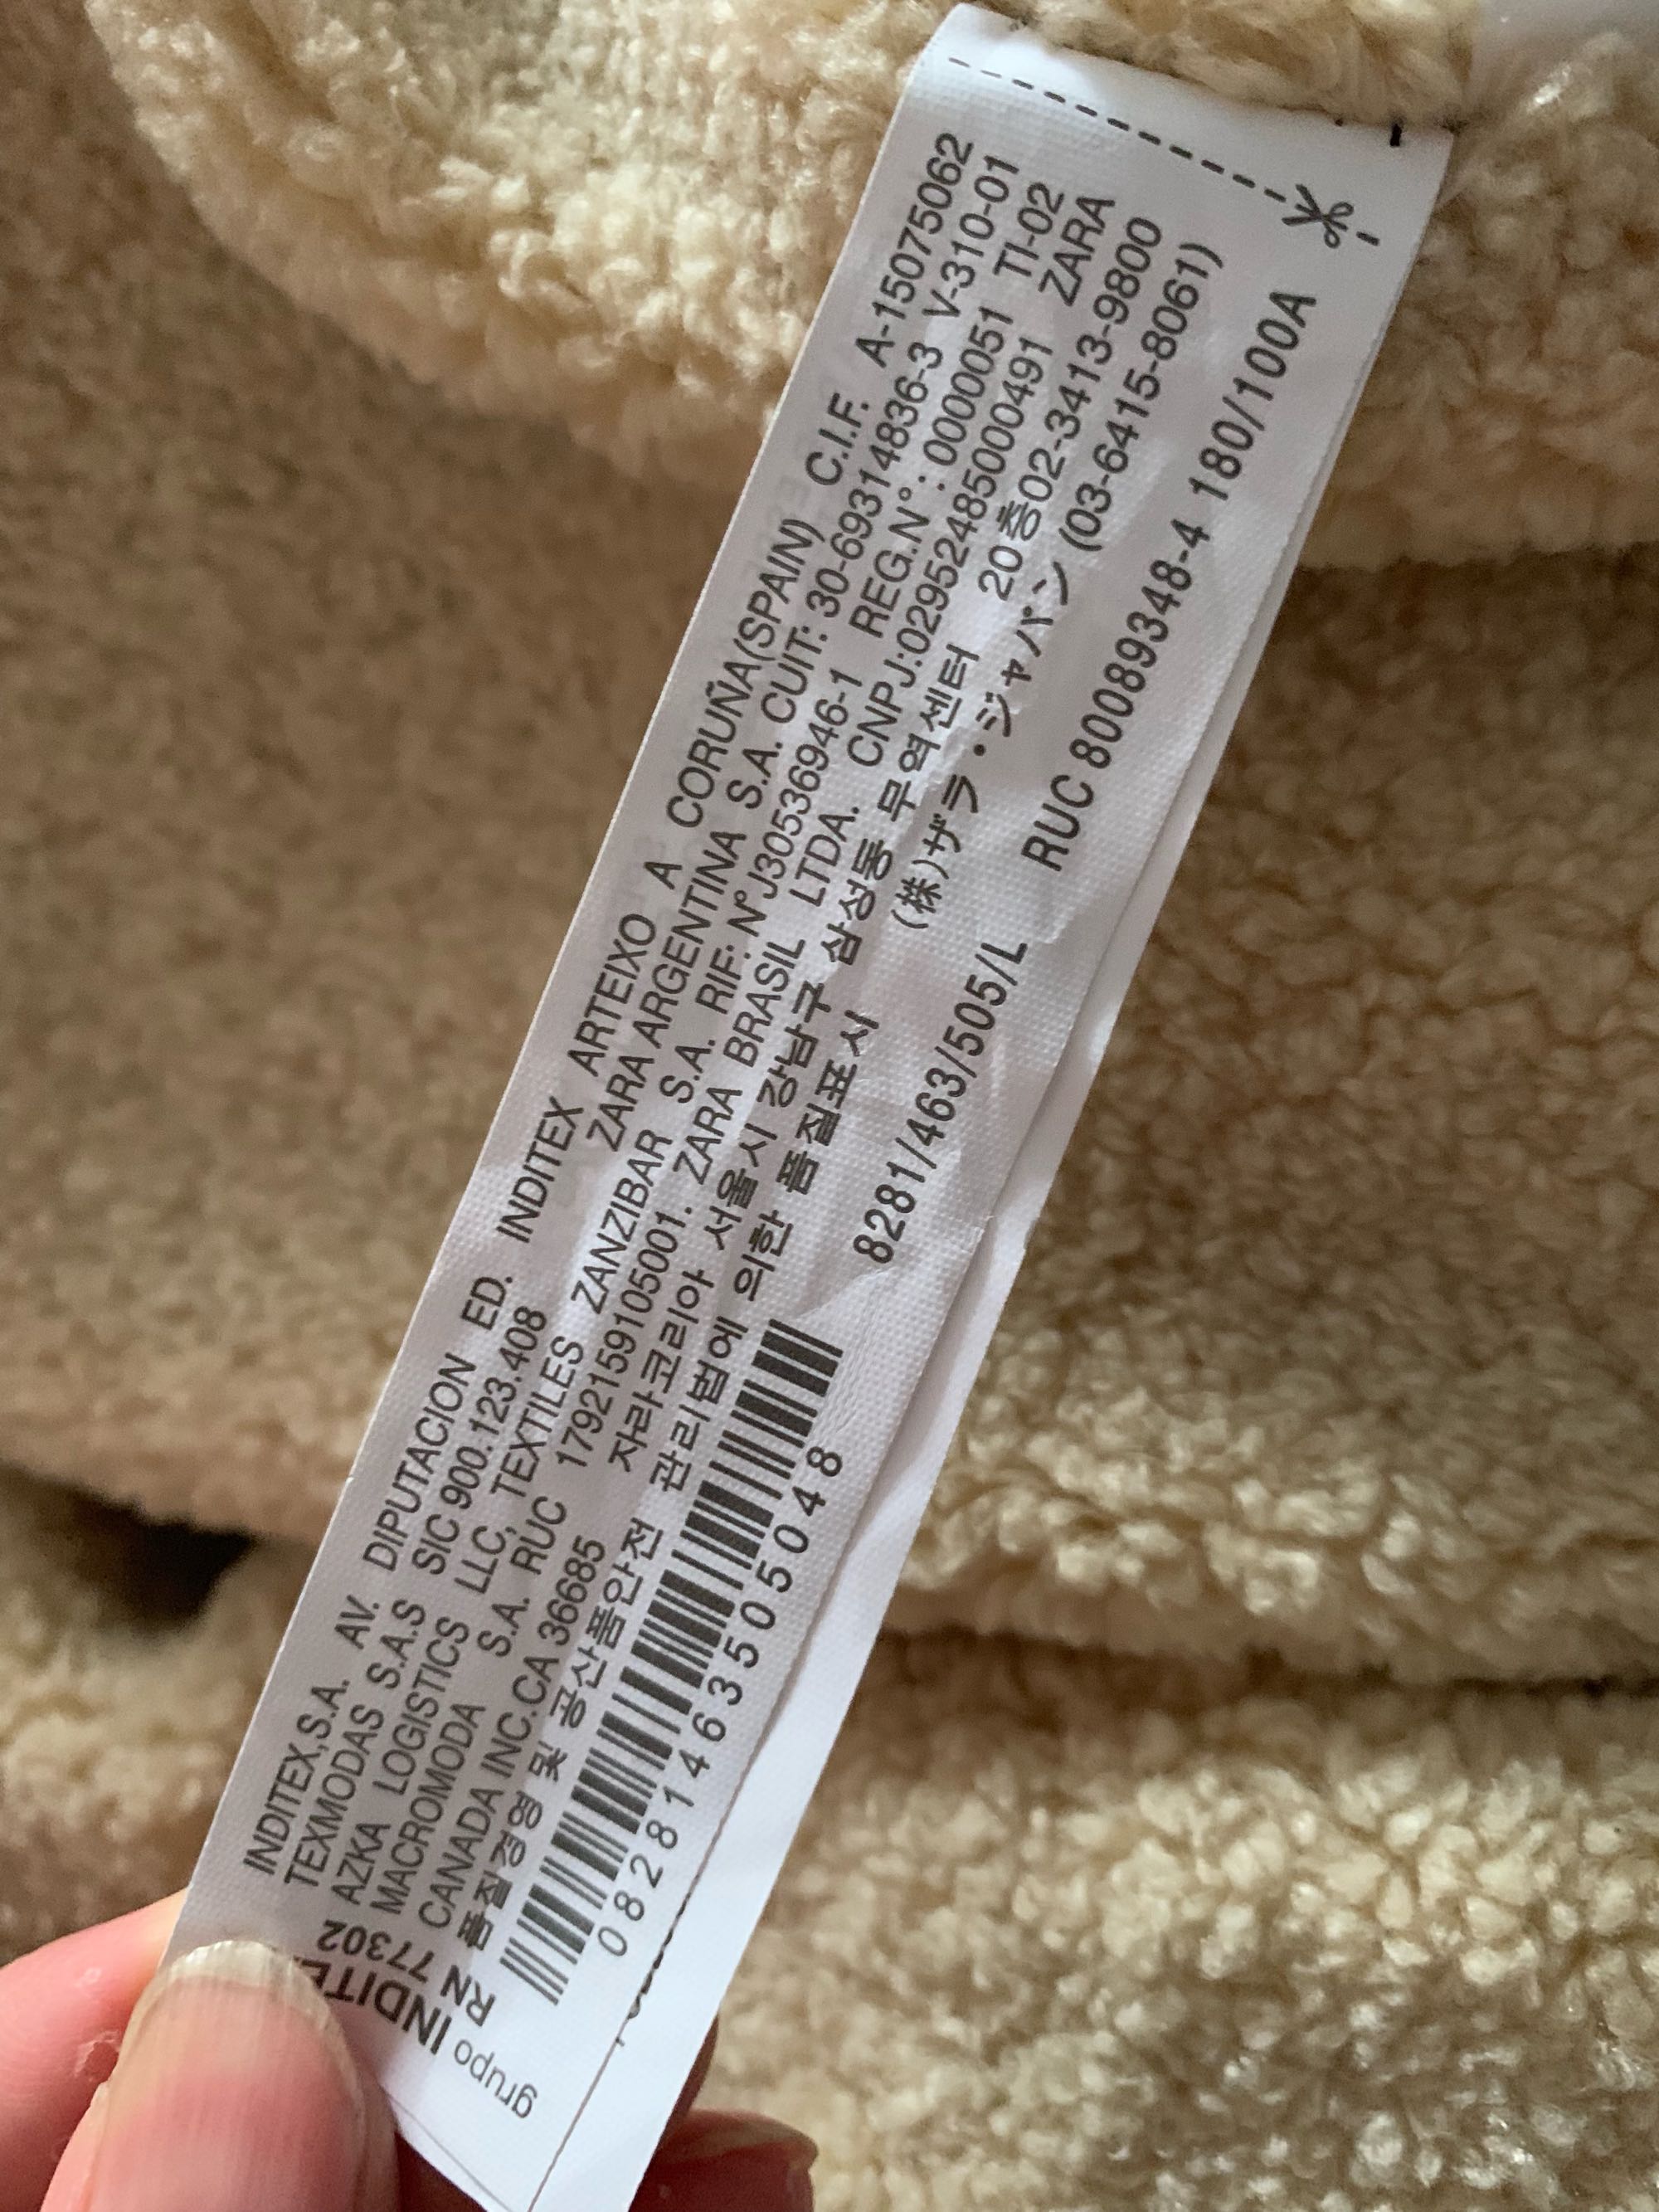 INDITEX,S.A. AV. DIPUTACION ED. INDITEX ARTEIXO A CORUÑA(SPAIN) C.I.F. A-15075062
TEXMODAS S.A.S SIC 900.123.408 ZARA ARGENTINA S.A. CUIT: 30-69314836-3 V-310-01
AZKA LOGISTICS LLC, TEXTILES ZANZIBAR S.A. RIF: Nº J30536946-1 REG.N°: 0000051 TI-02
MACROMODA S.A. RUC 1792159105001. ZARA BRASIL LTDA. CNPJ:02952485000491 ZARA
CANADA INC.CA 36685 자라코리아 서울시 강남구 삼성동 무역센터 20층02-3413-9800
품질경영 및 공산품안전 관리법에 의한 품질표시 (株)ザラ・ジャパン (03-6415-8061)
08281463505048
8281/463/505/L RUC 80089348-4 180/100A
grupo
RN 77302